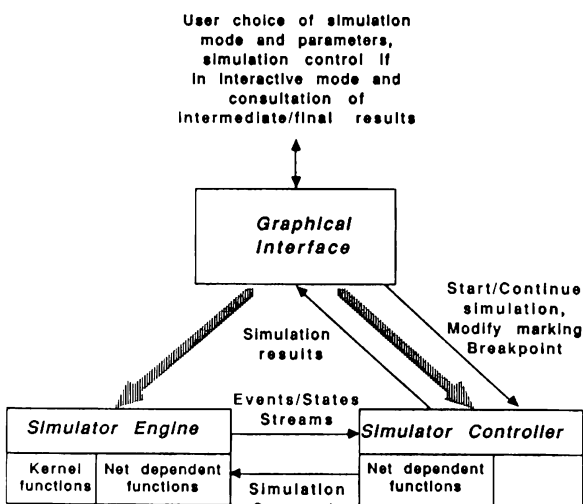 User choice of simulation
mode and parameters,
simulation control if
in interactive mode and
consultation of
intermediate/final results
Graphical
Interface
Start/Continue
simulation,
Modify marking
Breakpoint
Simulation
results
Events/States
Streams
Simulator Engine
Simulator Controller
Kernel
functions
Net dependent
functions
Net dependent
functions
Simulation